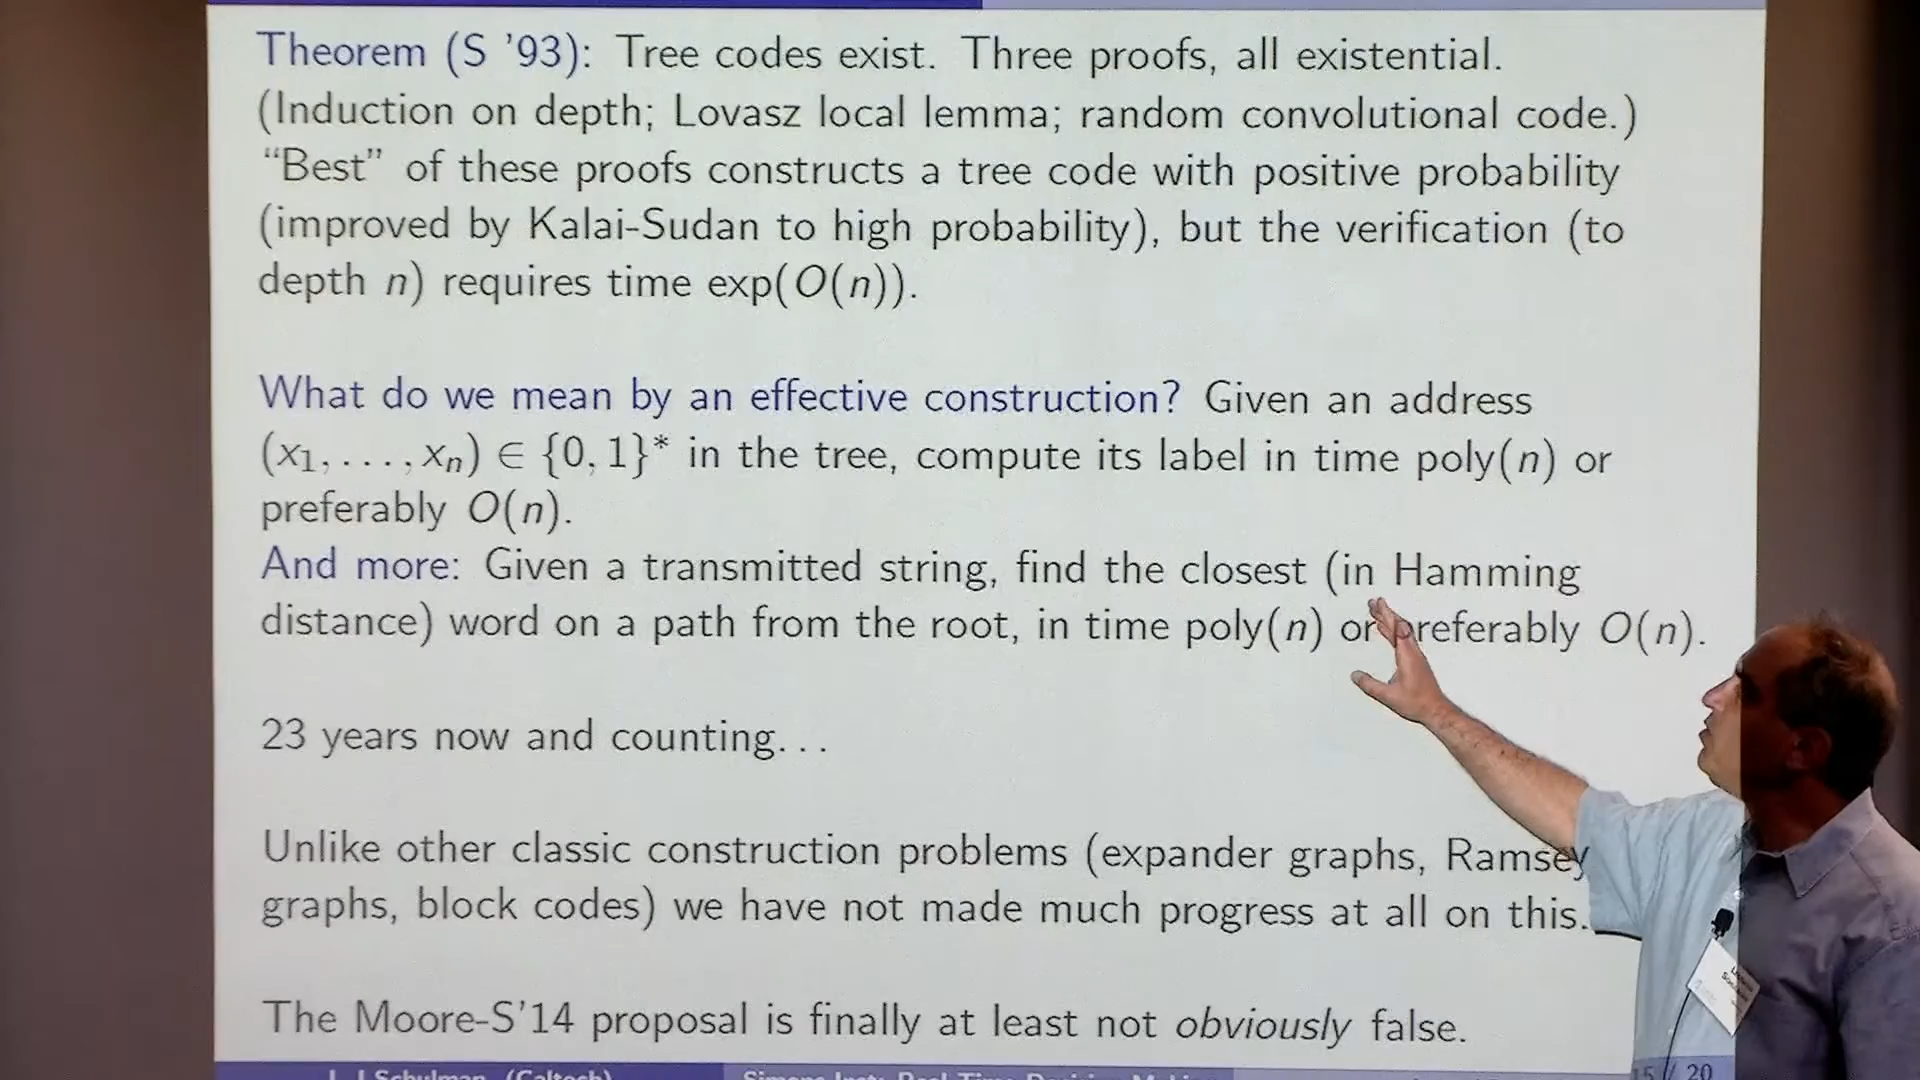 Theorem (S '93): Tree codes exist. Three proofs, all existential.
(Induction on depth; Lovasz local lemma; random convolutional code.)
“Best” of these proofs constructs a tree code with positive probability
(improved by Kalai-Sudan to high probability), but the verification (to
depth n) requires time exp(O(n)).
What do we mean by an effective construction? Given an address
(x₁, . . . , xₙ) ∈ {0, 1}* in the tree, compute its label in time poly(n) or
preferably O(n).
And more: Given a transmitted string, find the closest (in Hamming
distance) word on a path from the root, in time poly(n) or preferably O(n).
23 years now and counting. . .
Unlike other classic construction problems (expander graphs, Ramsey
graphs, block codes) we have not made much progress at all on this.
The Moore-S'14 proposal is finally at least not obviously false.
Schulman (Caltech)
15 / 20